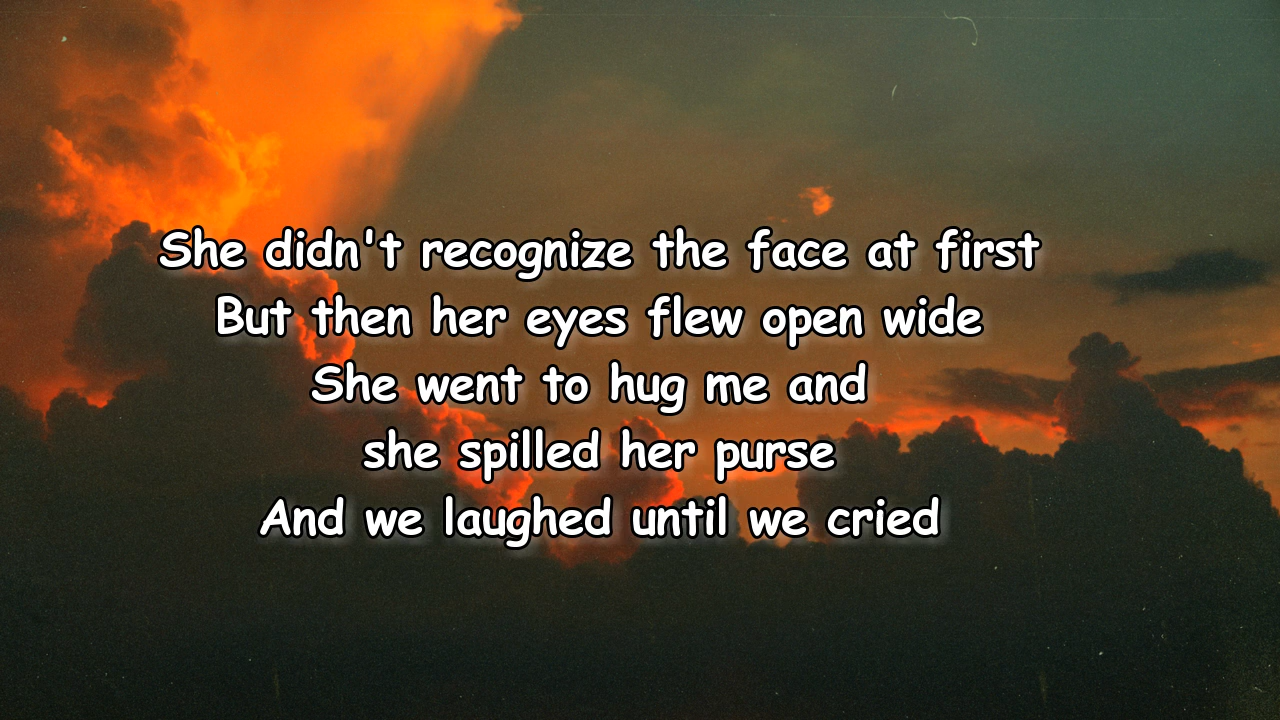 She didn't recognize the face at first
But then her eyes flew open wide
She went to hug me and
she spilled her purse
And we laughed until we cried